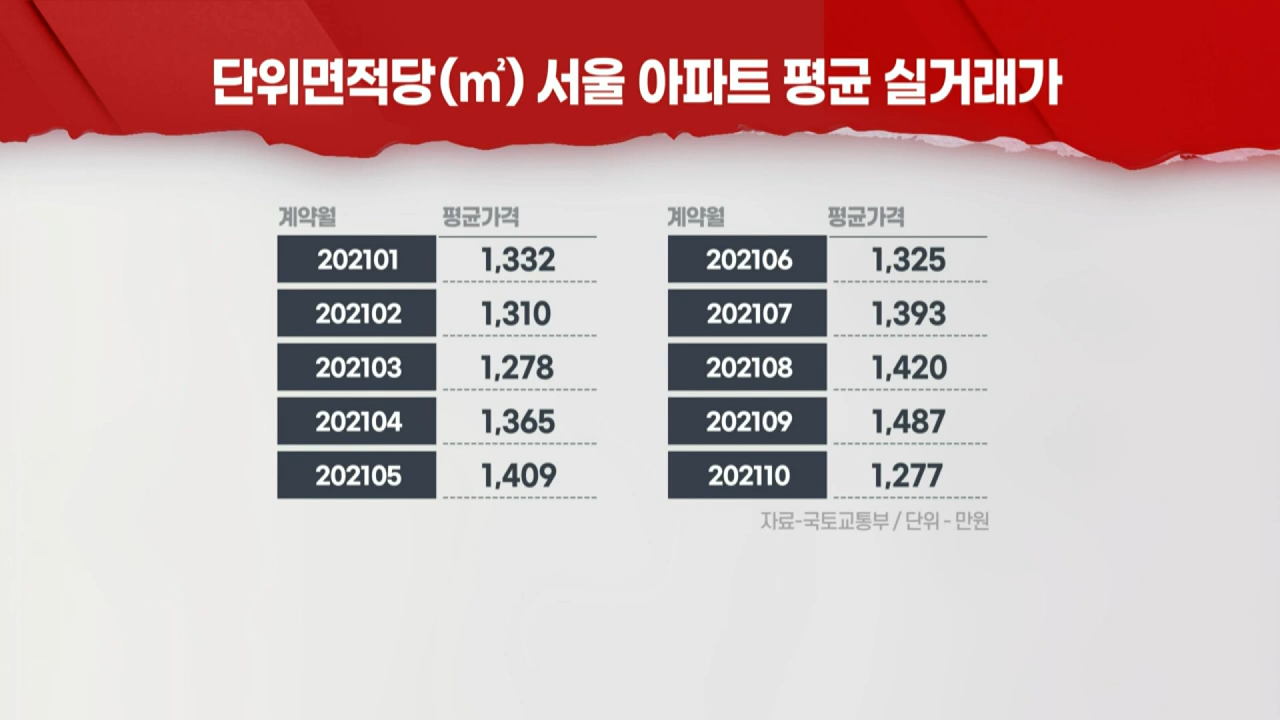 단위면적당(㎡) 서울 아파트 평균 실거래가
계약월 평균가격
202101 1,332
202102 1,310
202103 1,278
202104 1,365
202105 1,409
계약월 평균가격
202106 1,325
202107 1,393
202108 1,420
202109 1,487
202110 1,277
자료-국토교통부 / 단위 - 만원